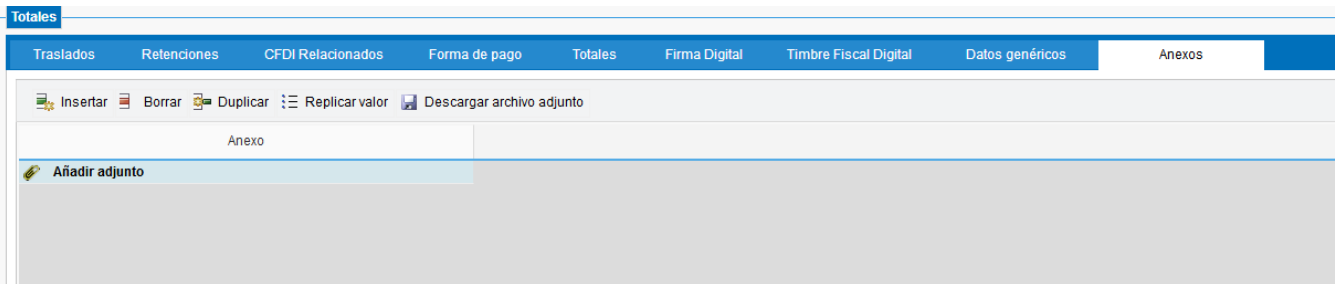 Totales
Traslados Retenciones CFDI Relacionados Forma de pago Totales Firma Digital Timbre Fiscal Digital Datos genéricos Anexos
Insertar Borrar Duplicar Replicar valor Descargar archivo adjunto
Anexo
Añadir adjunto